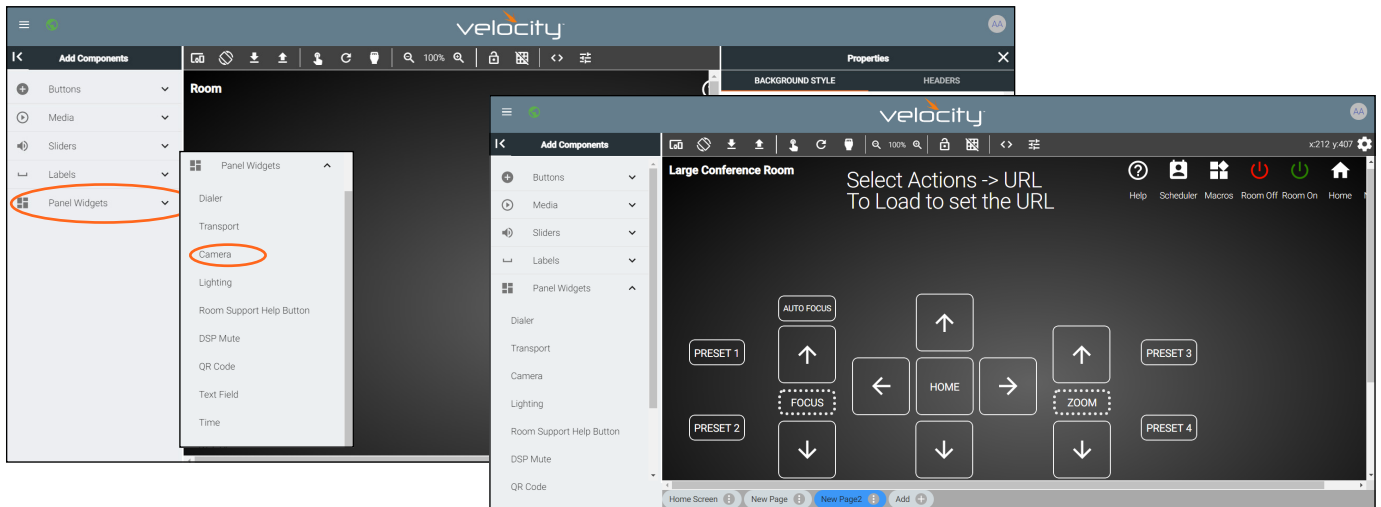 velocity
AA
Add Components
100%
Properties
Buttons
Media
Sliders
Labels
Panel Widgets
Room
BACKGROUND STYLE
HEADERS
Panel Widgets
Dialer
Transport
Camera
Lighting
Room Support Help Button
DSP Mute
QR Code
Text Field
Time
velocity
AA
Add Components
100%
x:212 y:407
Buttons
Media
Sliders
Labels
Panel Widgets
Dialer
Transport
Camera
Lighting
Room Support Help Button
DSP Mute
QR Code
Large Conference Room
Select Actions -> URL
To Load to set the URL
Help Scheduler Macros Room Off Room On Home
AUTO FOCUS
PRESET 1
PRESET 3
HOME
FOCUS
ZOOM
PRESET 2
PRESET 4
Home Screen New Page New Page2 Add